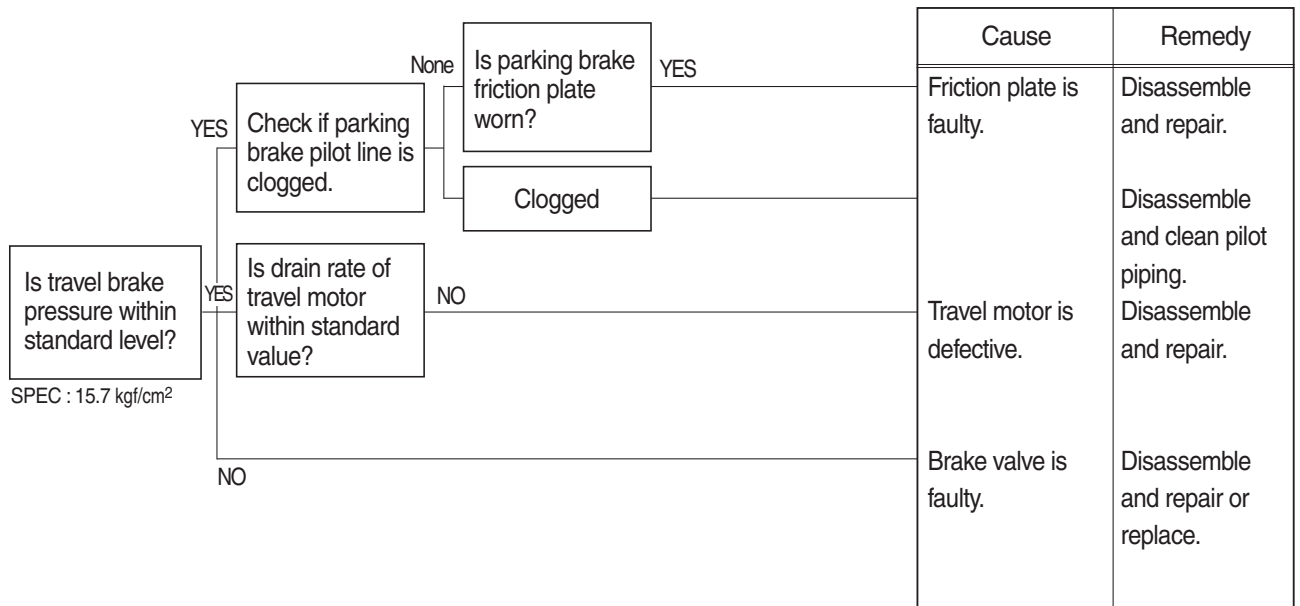 Cause
Remedy
None
Is parking brake
friction plate
worn?
YES
Friction plate is
faulty.
Disassemble
and repair.
YES
Check if parking
brake pilot line is
clogged.
Clogged
Disassemble
and clean pilot
piping.
Is travel brake
pressure within
standard level?
SPEC : 15.7 kgf/cm²
YES
Is drain rate of
travel motor
within standard
value?
NO
Travel motor is
defective.
Disassemble
and repair.
NO
Brake valve is
faulty.
Disassemble
and repair or
replace.